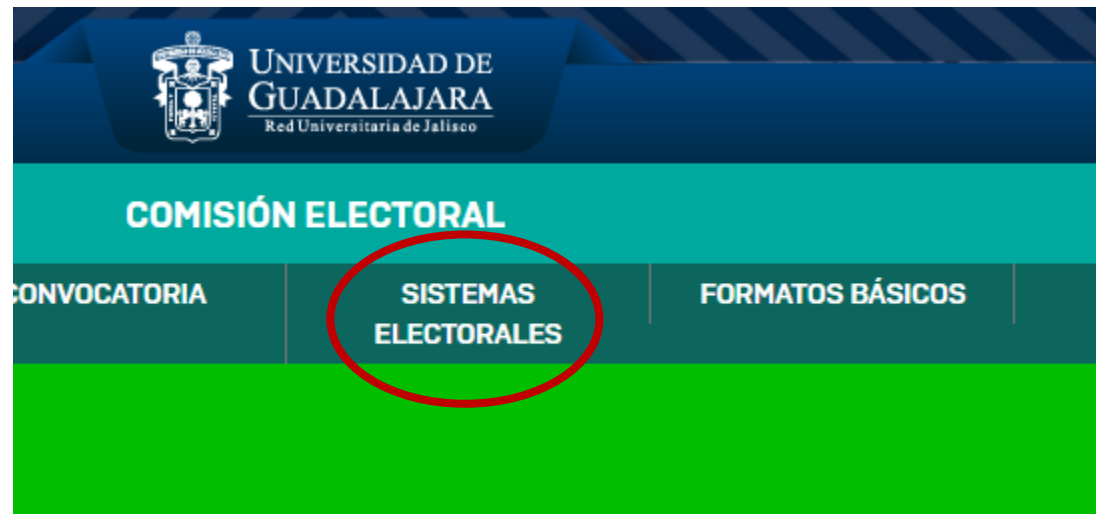 UNIVERSIDAD DE
GUADALAJARA
Red Universitaria de Jalisco
COMISIÓN ELECTORAL
CONVOCATORIA
SISTEMAS
ELECTORALES
FORMATOS BÁSICOS